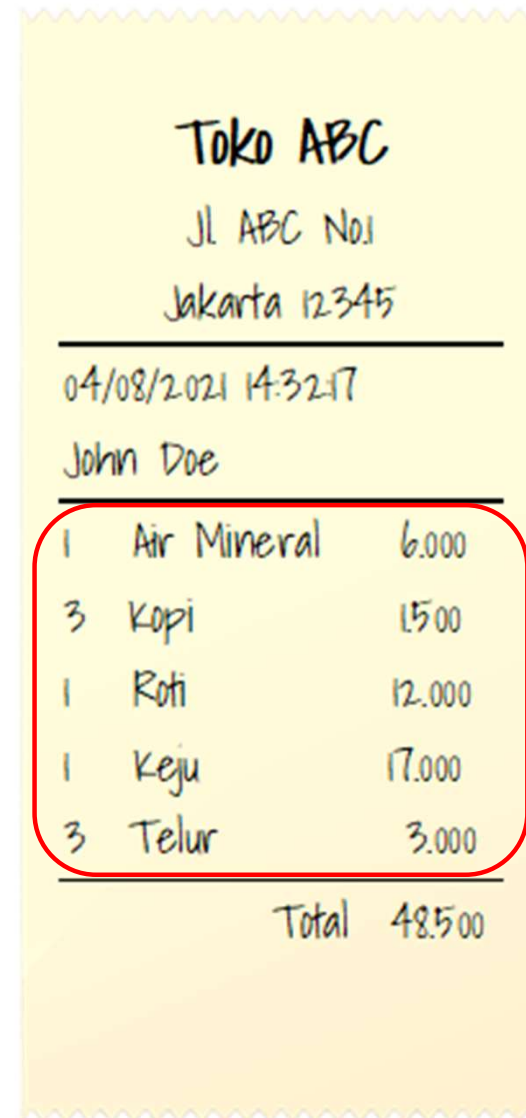 Toko ABC
Jl. ABC No.1
Jakarta 12345
04/08/2021 14:32:17
John Doe
1 Air Mineral 6.000
3 Kopi 1.500
1 Roti 12.000
1 Keju 17.000
3 Telur 3.000
Total 48.500